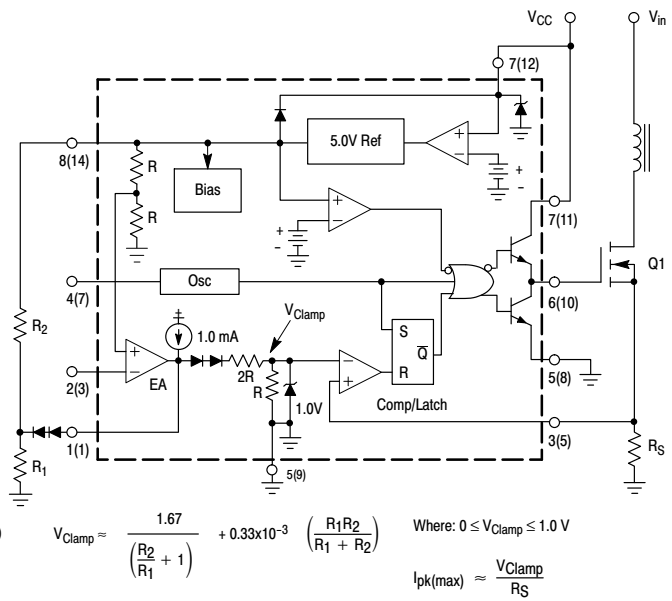 VCC
Vin
7(12)
8(14)
R
5.0V Ref
+
−
+
−
Bias
R
+
−
+
−
7(11)
Q1
4(7)
Osc
6(10)
VClamp
R2
1.0 mA
S
Q
R
+
−
EA
2R
R
1.0V
−
+
Comp/Latch
5(8)
2(3)
1(1)
3(5)
R1
5(9)
RS
) VClamp ≈ 1.67 / (R2/R1 + 1) + 0.33x10−3 (R1R2 / R1 + R2) Where: 0 ≤ VClamp ≤ 1.0 V
Ipk(max) ≈ VClamp / RS